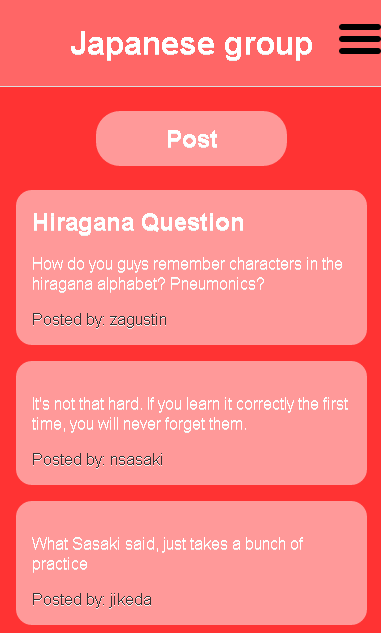 Japanese group
Post
Hiragana Question
How do you guys remember characters in the
hiragana alphabet? Pneumonics?
Posted by: zagustin
It's not that hard. If you learn it correctly the first
time, you will never forget them.
Posted by: nsasaki
What Sasaki said, just takes a bunch of
practice
Posted by: jikeda